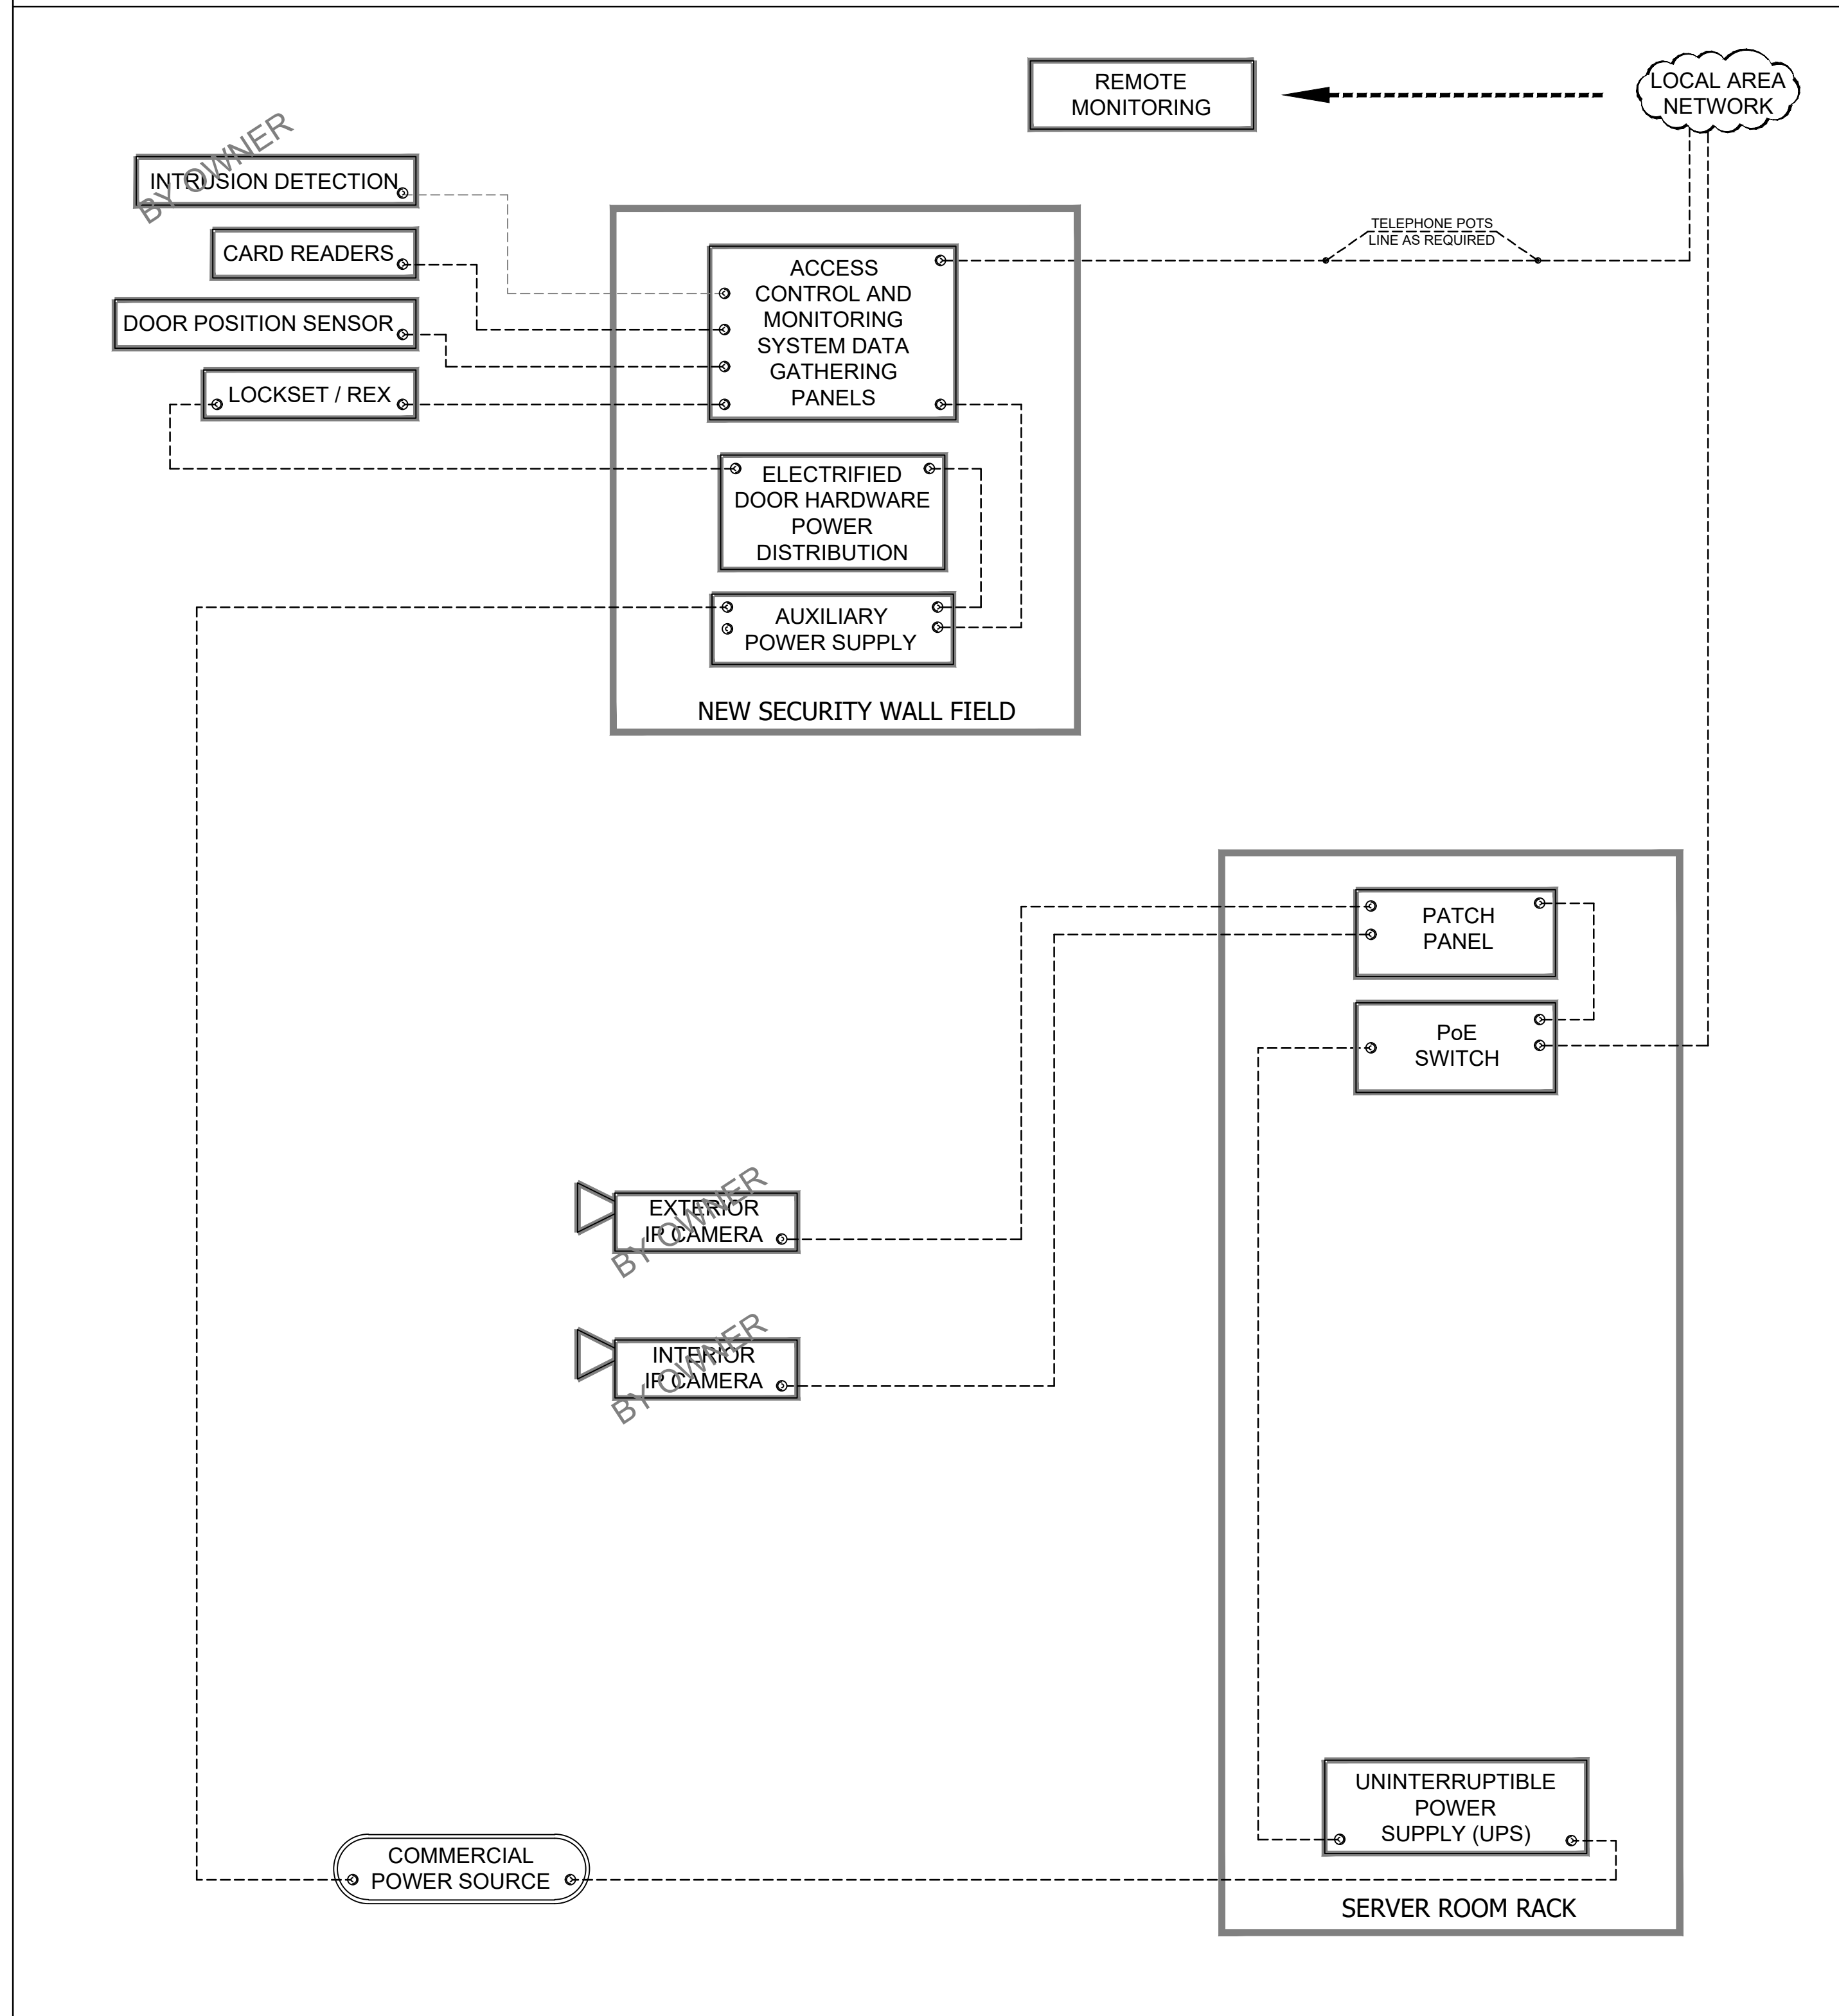 REMOTE
MONITORING
LOCAL AREA
NETWORK
BY OWNER
INTRUSION DETECTION
CARD READERS
DOOR POSITION SENSOR
LOCKSET / REX
TELEPHONE POTS
LINE AS REQUIRED
ACCESS
CONTROL AND
MONITORING
SYSTEM DATA
GATHERING
PANELS
ELECTRIFIED
DOOR HARDWARE
POWER
DISTRIBUTION
AUXILIARY
POWER SUPPLY
NEW SECURITY WALL FIELD
PATCH
PANEL
PoE
SWITCH
EXTERIOR
IP CAMERA
BY OWNER
INTERIOR
IP CAMERA
BY OWNER
UNINTERRUPTIBLE
POWER
SUPPLY (UPS)
COMMERCIAL
POWER SOURCE
SERVER ROOM RACK